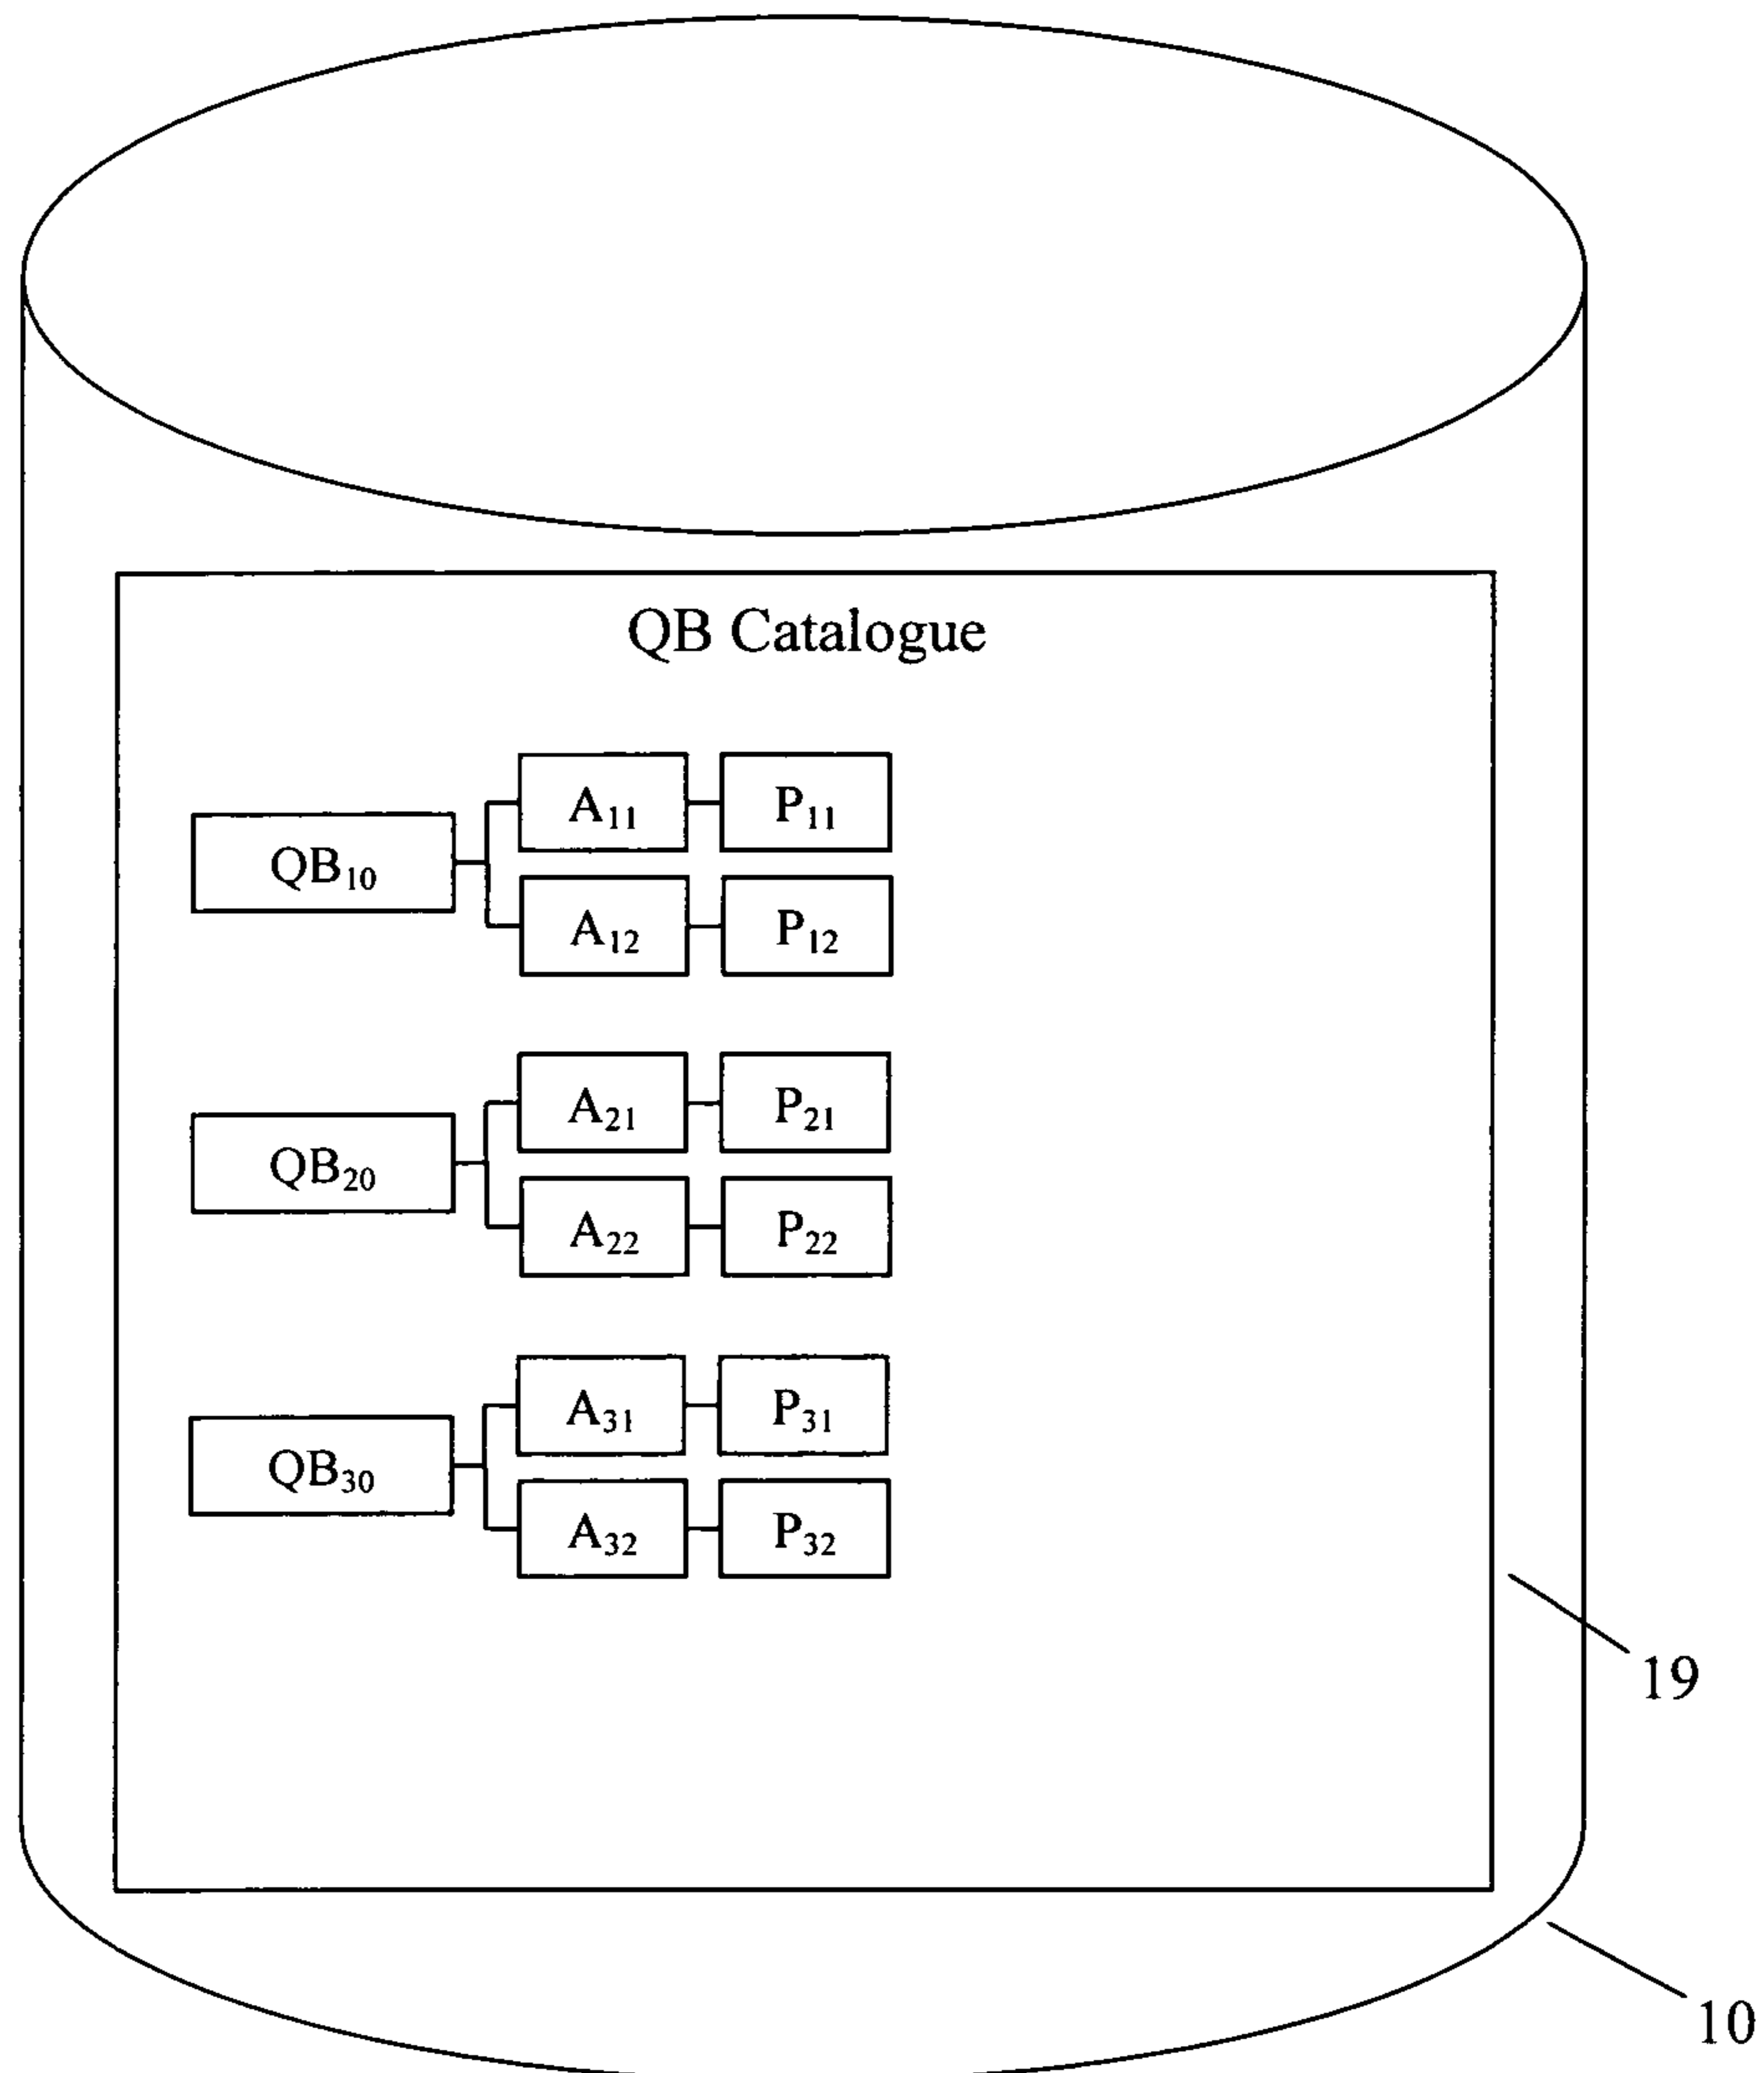 QB Catalogue
A₁₁ P₁₁
QB₁₀
A₁₂ P₁₂
A₂₁ P₂₁
QB₂₀
A₂₂ P₂₂
A₃₁ P₃₁
QB₃₀
A₃₂ P₃₂
19
10